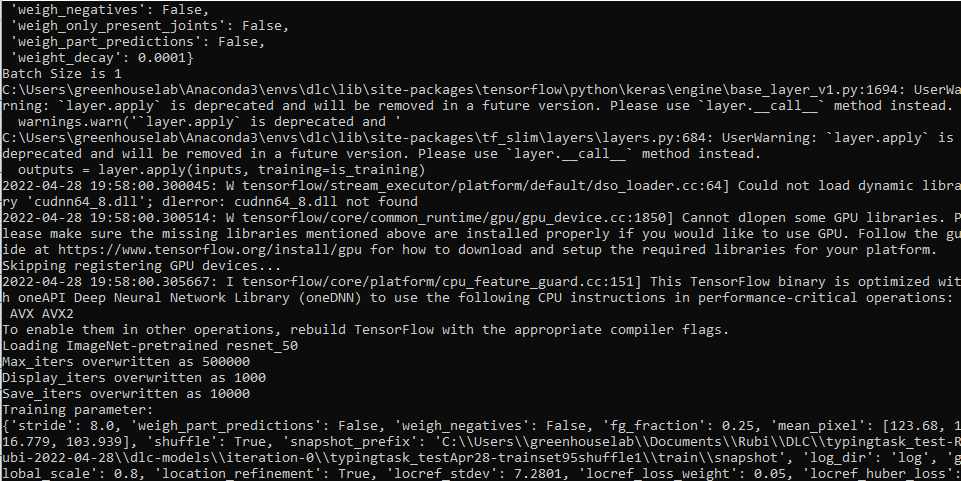 'weigh_negatives': False,
'weigh_only_present_joints': False,
'weigh_part_predictions': False,
'weight_decay': 0.0001}
Batch Size is 1
C:\Users\greenhouselab\Anaconda3\envs\dlc\lib\site-packages\tensorflow\python\keras\engine\base_layer_v1.py:1694: UserWa
rning: `layer.apply` is deprecated and will be removed in a future version. Please use `layer.__call__` method instead.
warnings.warn('`layer.apply` is deprecated and '
C:\Users\greenhouselab\Anaconda3\envs\dlc\lib\site-packages\tf_slim\layers\layers.py:684: UserWarning: `layer.apply` is
deprecated and will be removed in a future version. Please use `layer.__call__` method instead.
outputs = layer.apply(inputs, training=is_training)
2022-04-28 19:58:00.300045: W tensorflow/stream_executor/platform/default/dso_loader.cc:64] Could not load dynamic libra
ry 'cudnn64_8.dll'; dlerror: cudnn64_8.dll not found
2022-04-28 19:58:00.300514: W tensorflow/core/common_runtime/gpu/gpu_device.cc:1850] Cannot dlopen some GPU libraries. P
lease make sure the missing libraries mentioned above are installed properly if you would like to use GPU. Follow the gu
ide at https://www.tensorflow.org/install/gpu for how to download and setup the required libraries for your platform.
Skipping registering GPU devices...
2022-04-28 19:58:00.305667: I tensorflow/core/platform/cpu_feature_guard.cc:151] This TensorFlow binary is optimized wit
h oneAPI Deep Neural Network Library (oneDNN) to use the following CPU instructions in performance-critical operations:
AVX AVX2
To enable them in other operations, rebuild TensorFlow with the appropriate compiler flags.
Loading ImageNet-pretrained resnet_50
Max_iters overwritten as 500000
Display_iters overwritten as 1000
Save_iters overwritten as 10000
Training parameter:
{'stride': 8.0, 'weigh_part_predictions': False, 'weigh_negatives': False, 'fg_fraction': 0.25, 'mean_pixel': [123.68, 1
16.779, 103.939], 'shuffle': True, 'snapshot_prefix': 'C:\\Users\\greenhouselab\\Documents\\Rubi\\DLC\\typingtask_test-R
ubi-2022-04-28\\dlc-models\\iteration-0\\typingtask_testApr28-trainset95shuffle1\\train\\snapshot', 'log_dir': 'log', 'g
lobal_scale': 0.8, 'location_refinement': True, 'locref_stdev': 7.2801, 'locref_loss_weight': 0.05, 'locref_huber_loss':